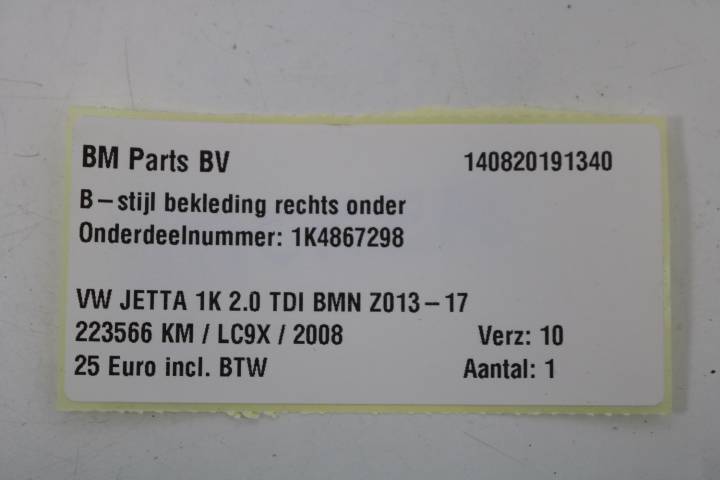 BM Parts BV 140820191340
B-stijl bekleding rechts onder
Onderdeelnummer: 1K4867298
VW JETTA 1K 2.0 TDI BMN Z013-17
223566 KM / LC9X / 2008 Verz: 10
25 Euro incl. BTW Aantal: 1